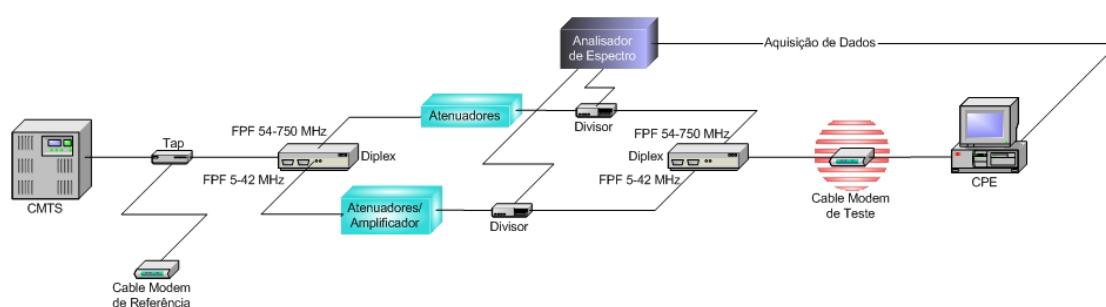 Analisador
de Espectro
Aquisição de Dados
Atenuadores
FPF 54-750 MHz
Divisor
FPF 54-750 MHz
Tap
Diplex
Diplex
FPF 5-42 MHz
FPF 5-42 MHz
CMTS
CPE
Cable Modem
de Teste
Atenuadores/
Amplificador
Divisor
Cable Modem
de Referência